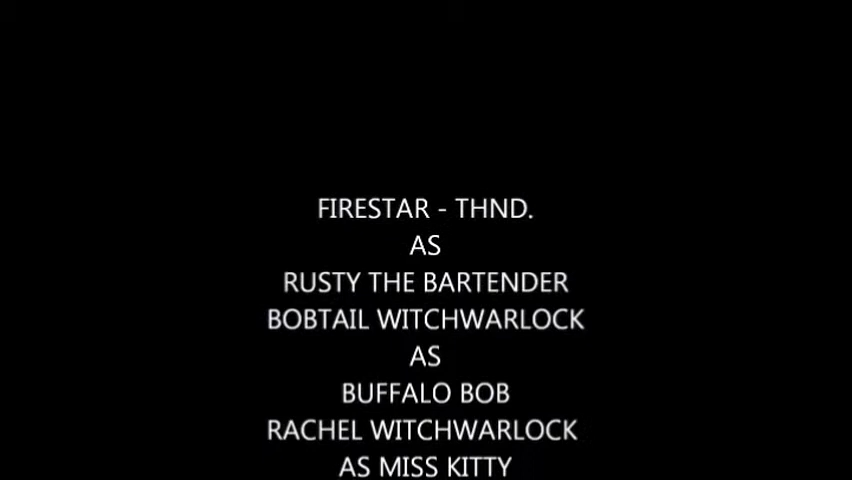 FIRESTAR - THND.
AS
RUSTY THE BARTENDER
BOBTAIL WITCHWARLOCK
AS
BUFFALO BOB
RACHEL WITCHWARLOCK
AS MISS KITTY